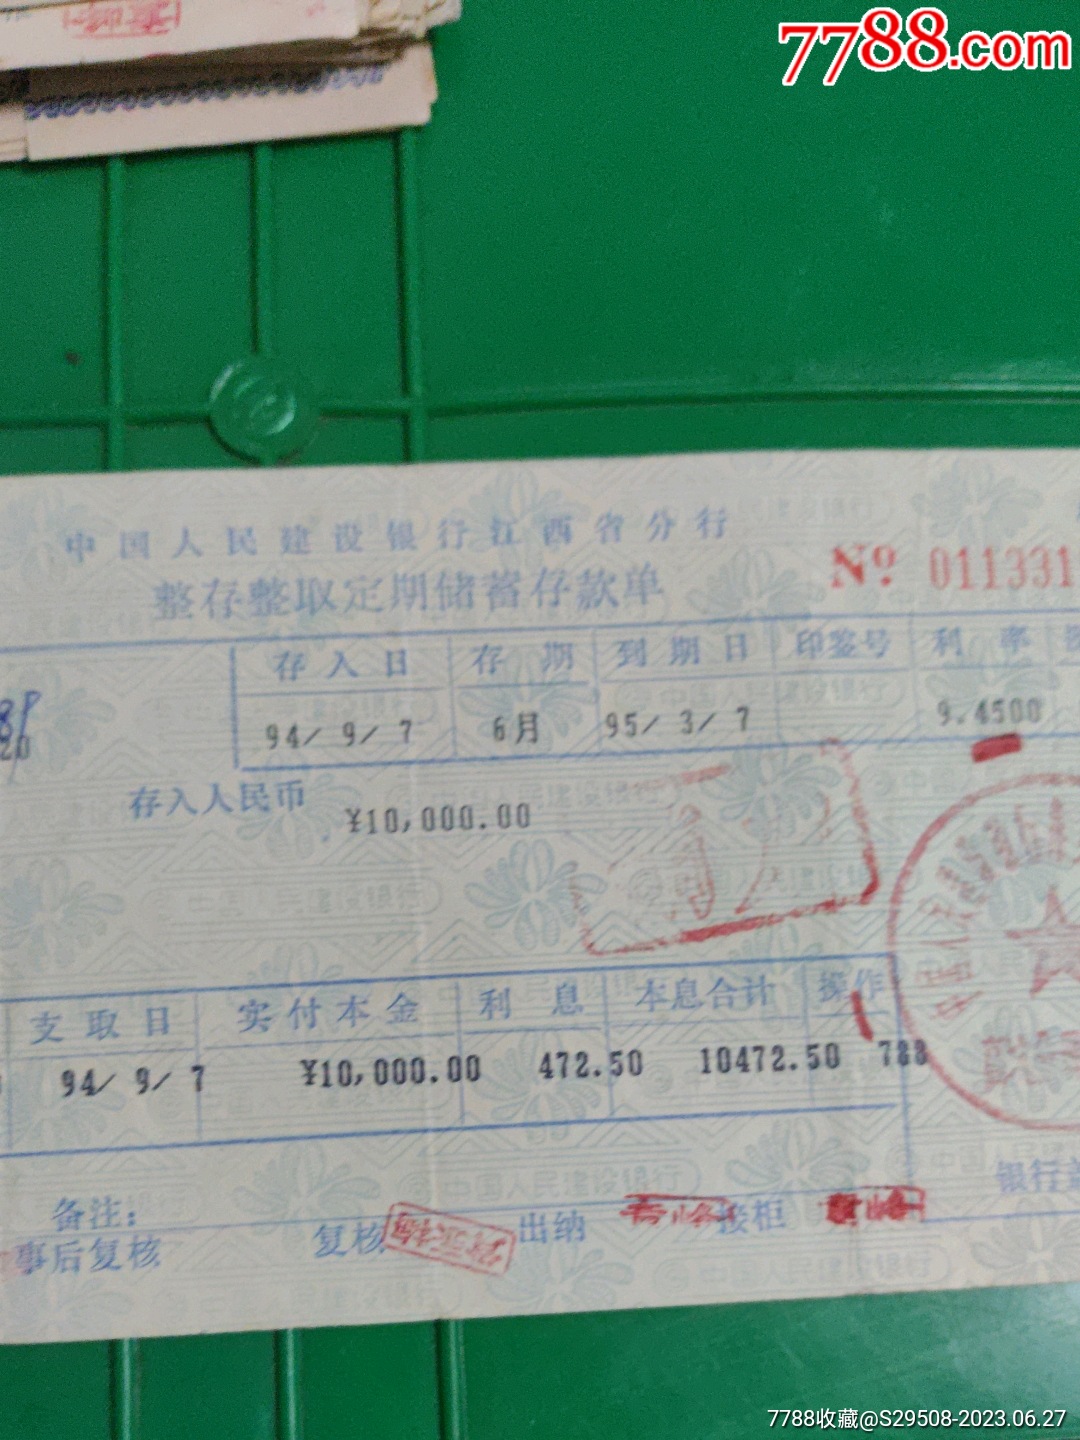 7788.com
中国人民建设银行江西省分行
整存整取定期储蓄存款单
Nº 011331
存入日 存期 到期日 印鉴号 利率
94/ 9/ 7 6月 95/ 3/ 7 9.4500
20
存入人民币 ¥10,000.00
支取日 实付本金 利息 本息合计 操作
94/ 9/ 7 ¥10,000.00 472.50 10472.50 788
银行
备注:
事后复核 复核 出纳 接柜
7788收藏@S29508-2023.06.27